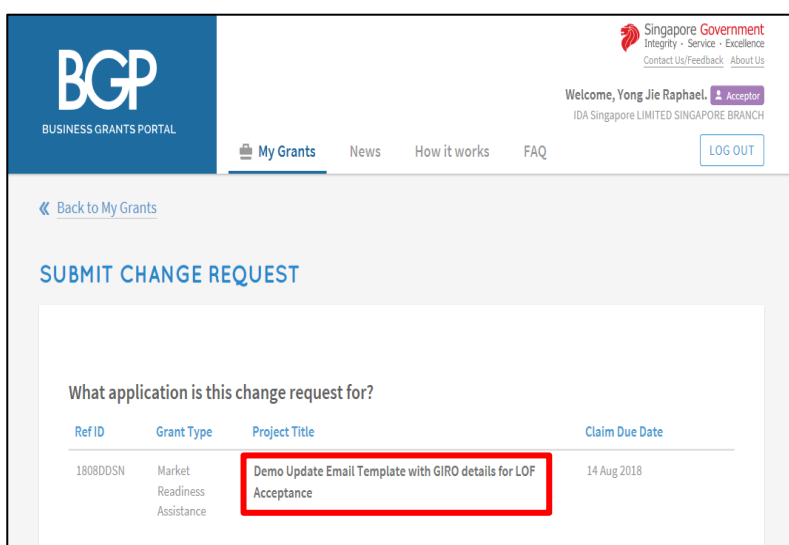 Singapore Government
Integrity · Service · Excellence
Contact Us/Feedback About Us
BGP
BUSINESS GRANTS PORTAL
Welcome, Yong Jie Raphael. Acceptor
IDA Singapore LIMITED SINGAPORE BRANCH
My Grants News How it works FAQ LOG OUT
Back to My Grants
SUBMIT CHANGE REQUEST
What application is this change request for?
Ref ID Grant Type Project Title Claim Due Date
1808DDSN Market Demo Update Email Template with GIRO details for LOF 14 Aug 2018
Readiness Acceptance
Assistance